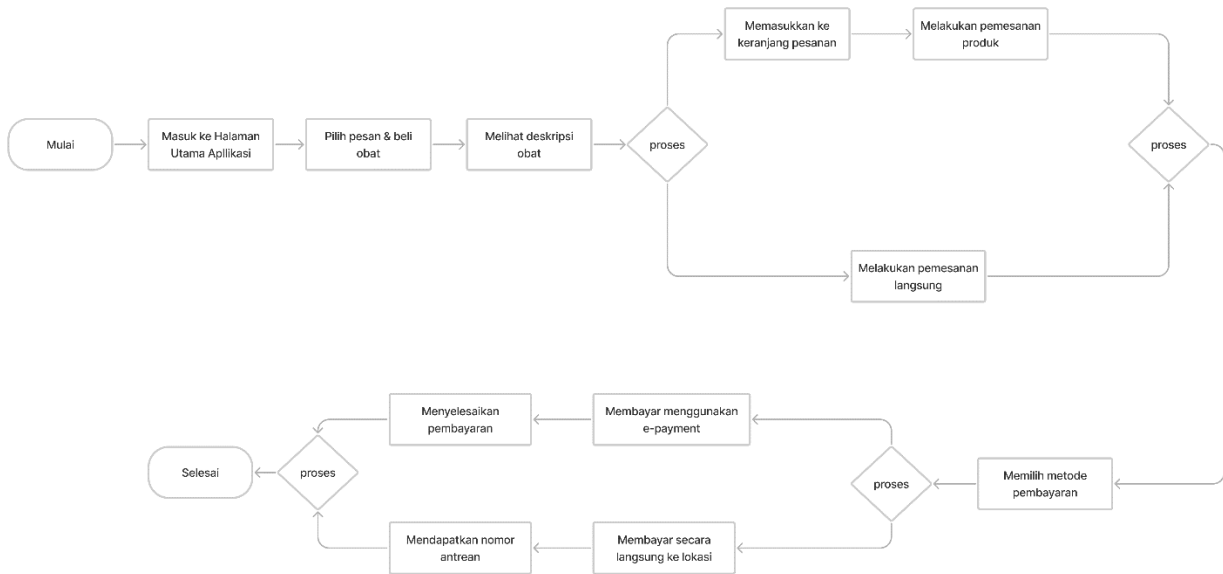 Memasukkan ke
keranjang pesanan
Melakukan pemesanan
produk
Mulai
Masuk ke Halaman
Utama Apllikasi
Pilih pesan & beli
obat
Melihat deskripsi
obat
proses
proses
Melakukan pemesanan
langsung
Menyelesaikan
pembayaran
Membayar menggunakan
e-payment
Selesai
proses
proses
Memilih metode
pembayaran
Mendapatkan nomor
antrean
Membayar secara
langsung ke lokasi